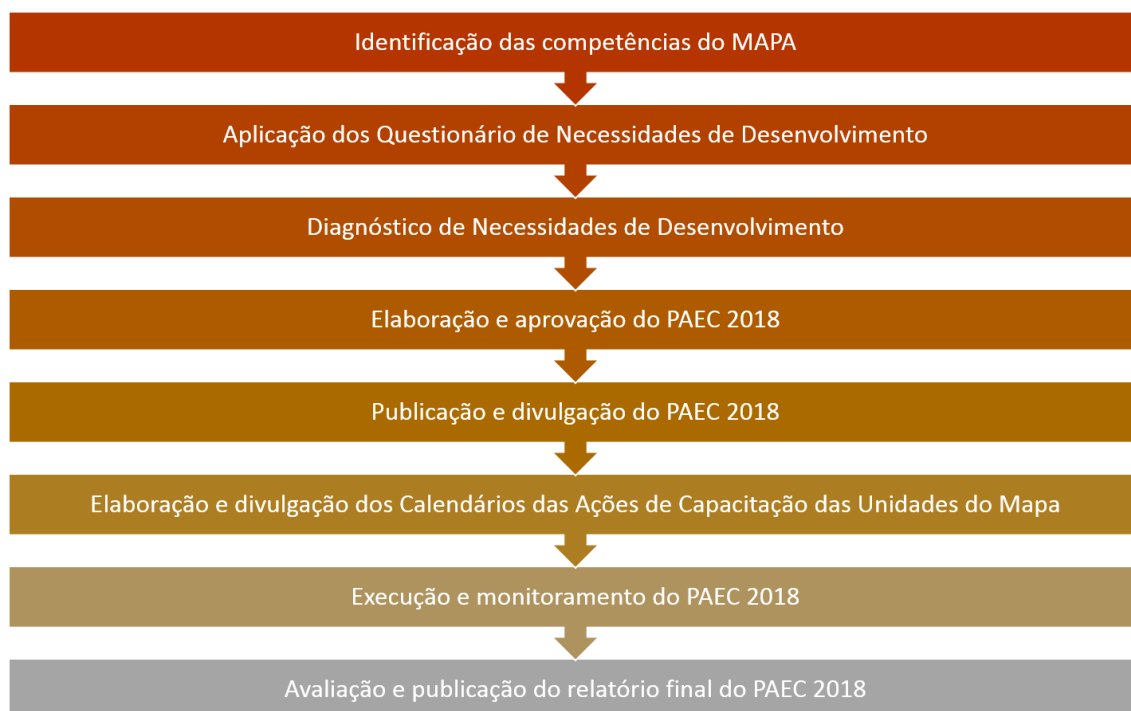 Identificação das competências do MAPA
Aplicação dos Questionário de Necessidades de Desenvolvimento
Diagnóstico de Necessidades de Desenvolvimento
Elaboração e aprovação do PAEC 2018
Publicação e divulgação do PAEC 2018
Elaboração e divulgação dos Calendários das Ações de Capacitação das Unidades do Mapa
Execução e monitoramento do PAEC 2018
Avaliação e publicação do relatório final do PAEC 2018